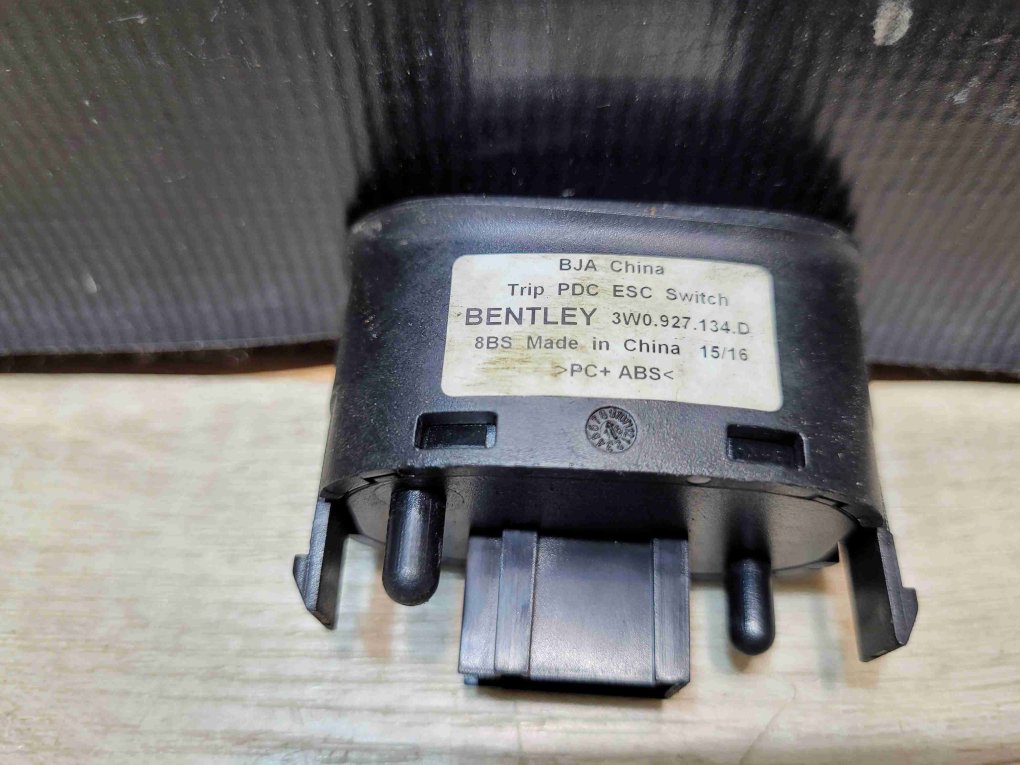 BJA China
Trip PDC ESC Switch
BENTLEY 3W0.927.134.D
8BS Made in China 15/16
>PC+ ABS<